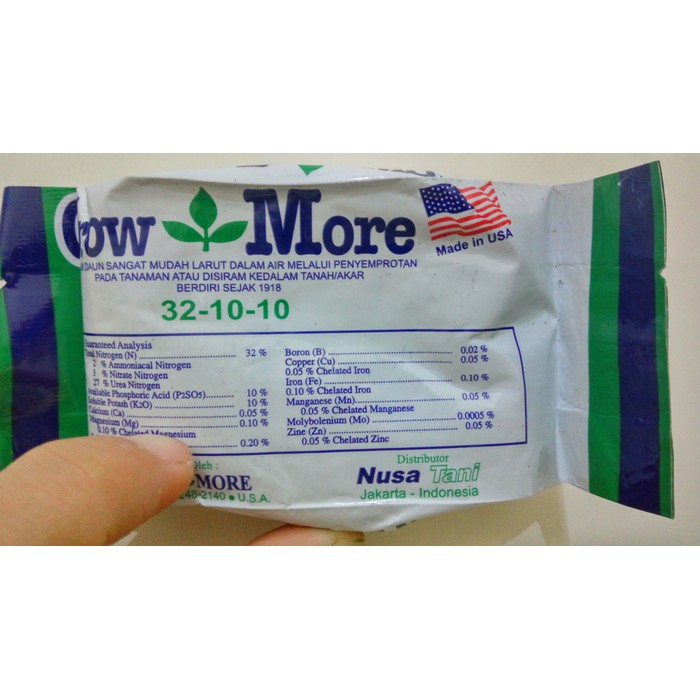 Grow More
Made in USA
DAUN SANGAT MUDAH LARUT DALAM AIR MELALUI PENYEMPROTAN
PADA TANAMAN ATAU DISIRAM KEDALAM TANAH/AKAR
BERDIRI SEJAK 1918
32-10-10
Guaranteed Analysis
Total Nitrogen (N) 32 %
2 % Ammoniacal Nitrogen
3 % Nitrate Nitrogen
27 % Urea Nitrogen
Available Phosphoric Acid (P2SO5) 10 %
Soluble Potash (K2O) 10 %
Calcium (Ca) 0.05 %
Magnesium (Mg) 0.10 %
0.10 % Chelated Magnesium
0.20 %
Boron (B) 0.02 %
Copper (Cu) 0.05 %
0.05 % Chelated Iron
Iron (Fe) 0.10 %
0.10 % Chelated Iron
Manganese (Mn) 0.05 %
0.05 % Chelated Manganese
Molybolenium (Mo) 0.0005 %
Zine (Zn) 0.05 %
0.05 % Chelated Zinc
oleh :
MORE
248-2140 • U.S.A.
Distributor
Nusa Tani
Jakarta - Indonesia